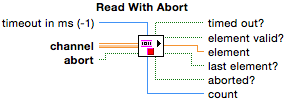 Read With Abort
timeout in ms (-1)
channel
abort
timed out?
element valid?
element
last element?
aborted?
count